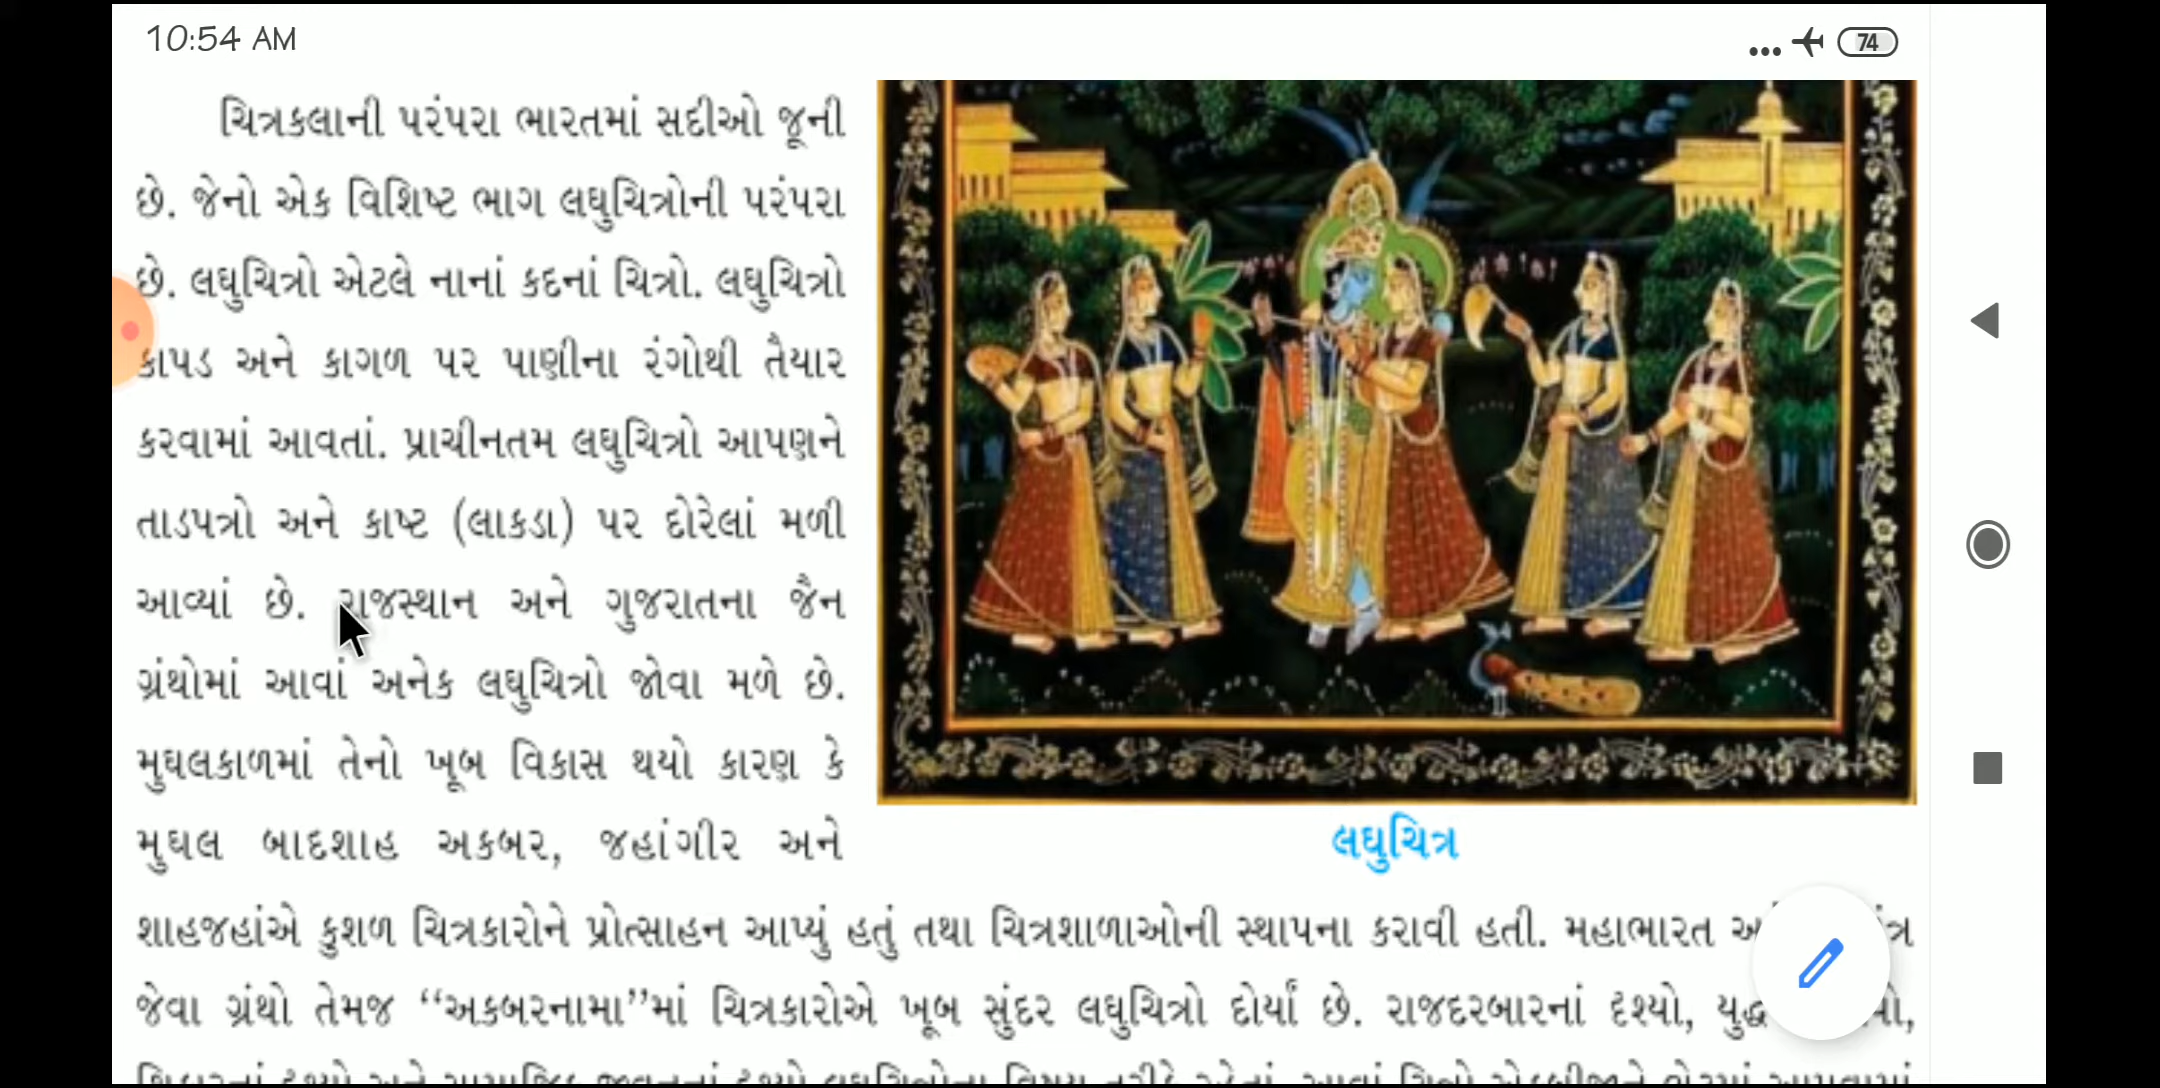 10:54 AM
74
ચિત્રકલાની પરંપરા ભારતમાં સદીઓ જૂની
છે. જેનો એક વિશિષ્ટ ભાગ લઘુચિત્રોની પરંપરા
છે. લઘુચિત્રો એટલે નાનાં કદનાં ચિત્રો. લઘુચિત્રો
કાપડ અને કાગળ પર પાણીના રંગોથી તૈયાર
કરવામાં આવતાં. પ્રાચીનતમ લઘુચિત્રો આપણને
તાડપત્રો અને કાષ્ટ (લાકડા) પર દોરેલાં મળી
આવ્યાં છે. રાજસ્થાન અને ગુજરાતના જૈન
ગ્રંથોમાં આવાં અનેક લઘુચિત્રો જોવા મળે છે.
મુઘલકાળમાં તેનો ખૂબ વિકાસ થયો કારણ કે
મુઘલ બાદશાહ અકબર, જહાંગીર અને
લઘુચિત્ર
શાહજહાંએ કુશળ ચિત્રકારોને પ્રોત્સાહન આપ્યું હતું તથા ચિત્રશાળાઓની સ્થાપના કરાવી હતી. મહાભારત
જેવા ગ્રંથો તેમજ “અકબરનામા”માં ચિત્રકારોએ ખૂબ સુંદર લઘુચિત્રો દોર્યાં છે. રાજદરબારનાં દૃશ્યો,